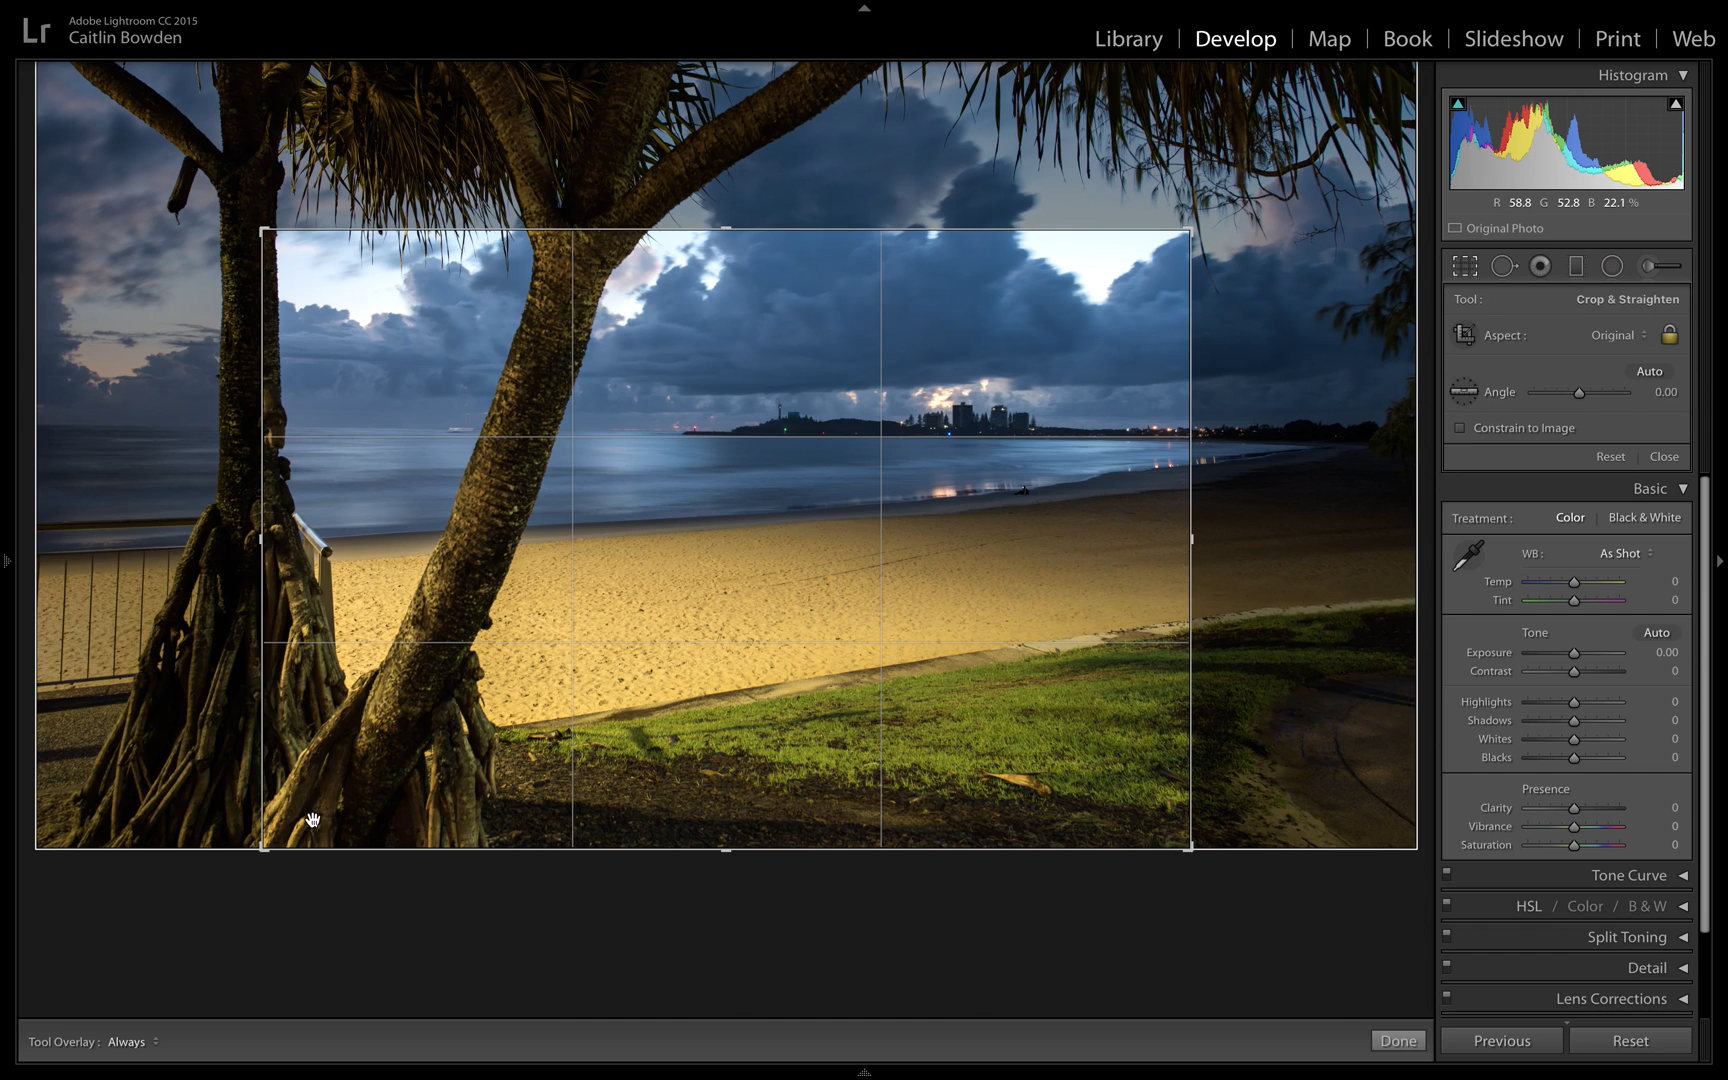 Lr
Adobe Lightroom CC 2015
Caitlin Bowden
Library | Develop | Map | Book | Slideshow | Print | Web
Histogram
R 58.8 G 52.8 B 22.1 %
Original Photo
Tool : Crop & Straighten
Aspect : Original
Auto
Angle 0.00
Constrain to Image
Reset | Close
Basic
Treatment : Color | Black & White
WB : As Shot
Temp 0
Tint 0
Tone Auto
Exposure 0.00
Contrast 0
Highlights 0
Shadows 0
Whites 0
Blacks 0
Presence
Clarity 0
Vibrance 0
Saturation 0
Tone Curve
HSL / Color / B & W
Split Toning
Detail
Lens Corrections
Tool Overlay : Always
Done
Previous
Reset